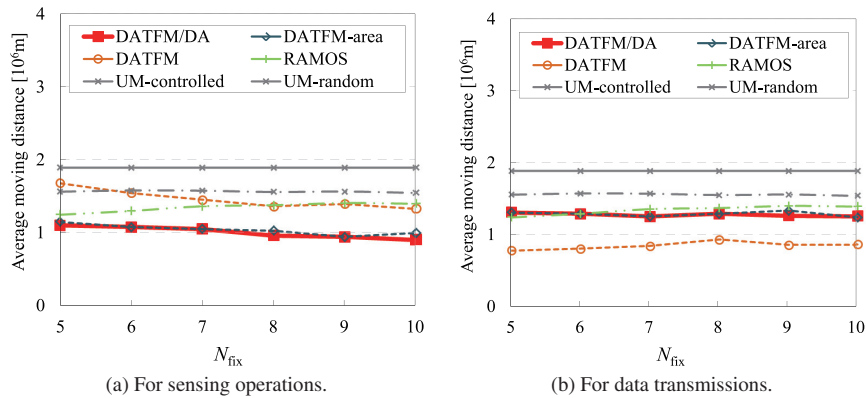 Average moving distance [10⁶m]
4
3
2
1
0
DATFM/DA DATFM-area
DATFM RAMOS
UM-controlled UM-random
5 6 7 8 9 10
N_fix
(a) For sensing operations.
Average moving distance [10⁶m]
4
3
2
1
0
DATFM/DA DATFM-area
DATFM RAMOS
UM-controlled UM-random
5 6 7 8 9 10
N_fix
(b) For data transmissions.